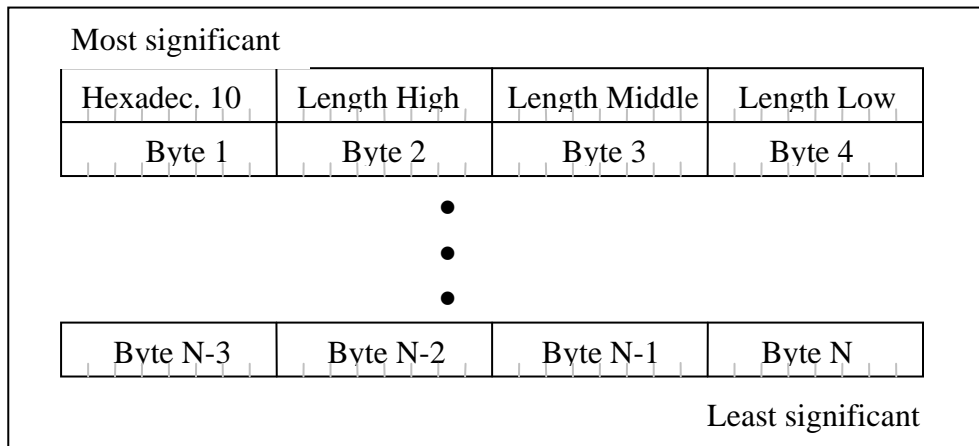 Most significant
Hexadec. 10 Length High Length Middle Length Low
Byte 1 Byte 2 Byte 3 Byte 4
Byte N-3 Byte N-2 Byte N-1 Byte N
Least significant